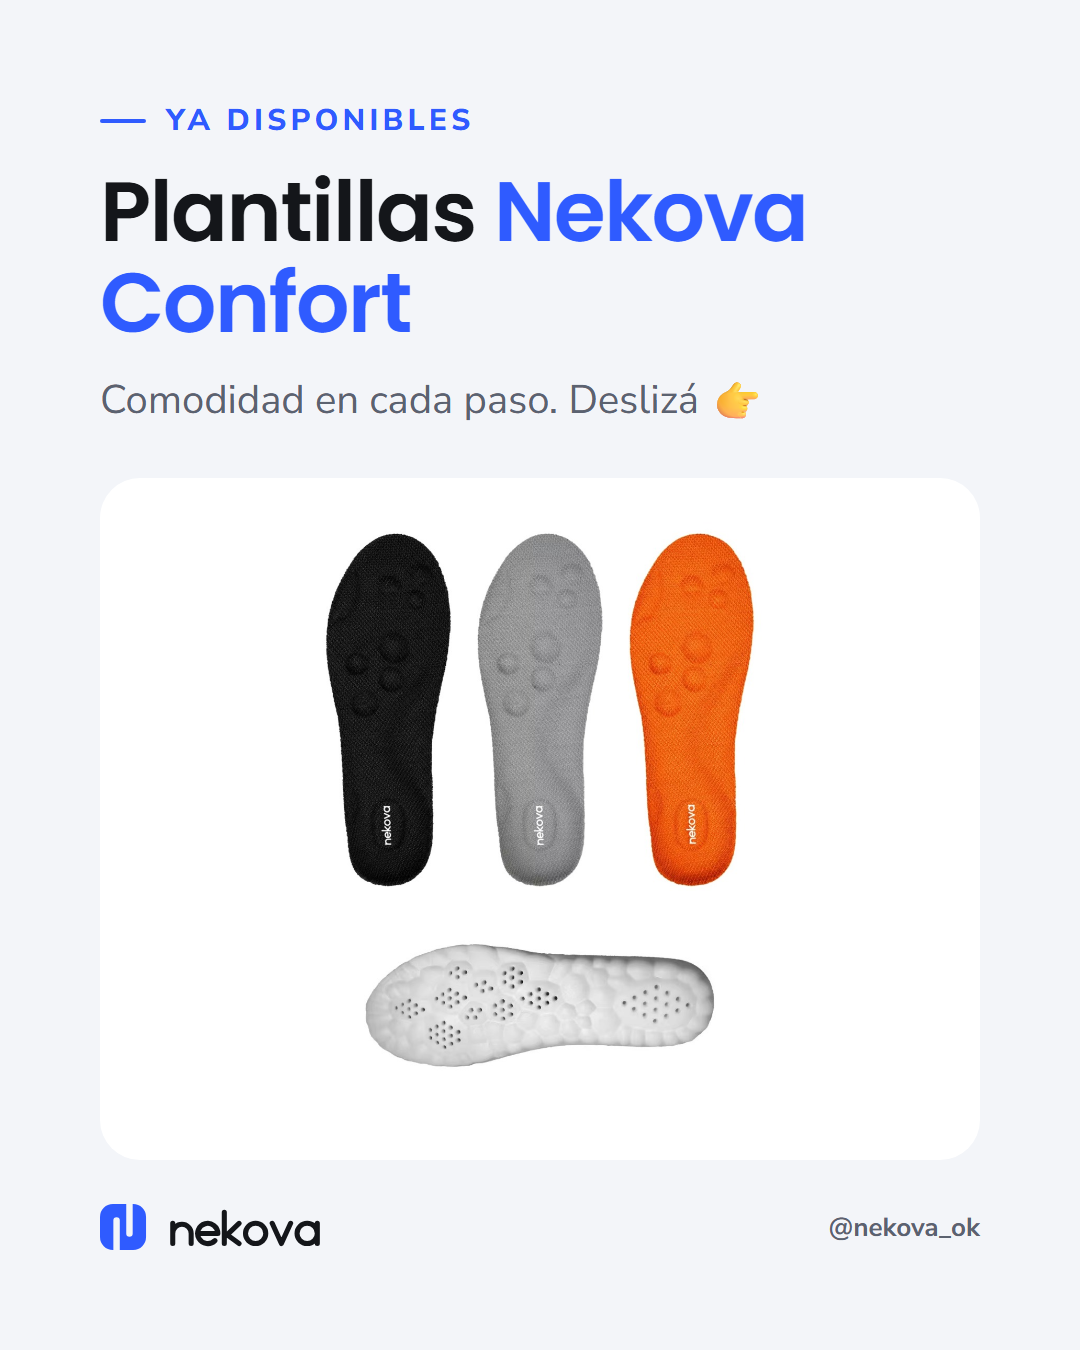 YA DISPONIBLES
Plantillas Nekova
Confort
Comodidad en cada paso. Deslizá 👉
nekova
nekova
nekova
nekova
@nekova_ok